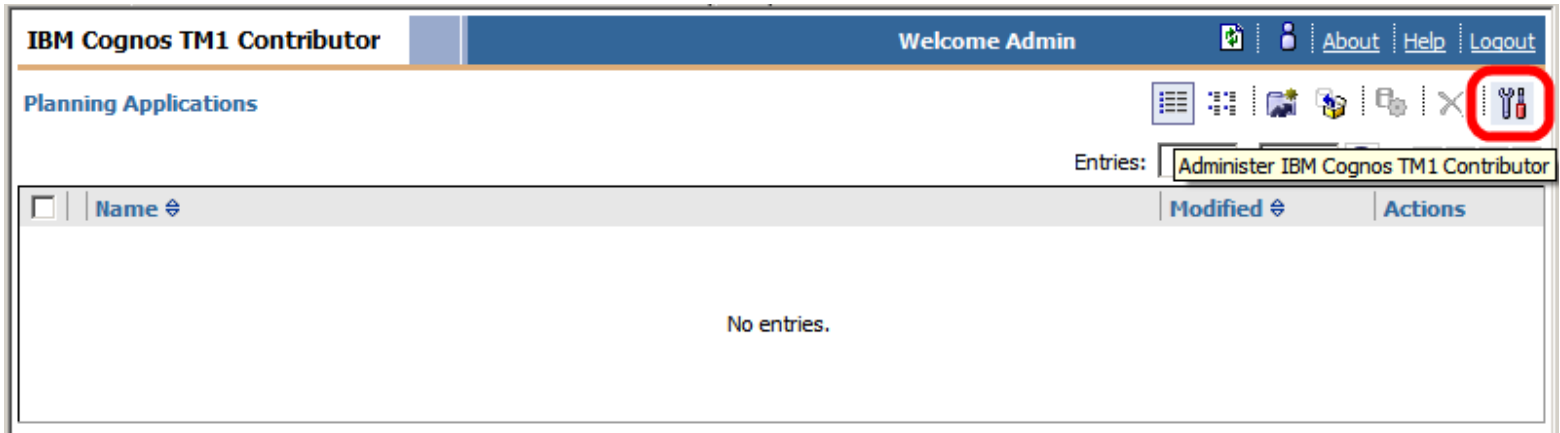 IBM Cognos TM1 Contributor Welcome Admin About Help Logout
Planning Applications
Entries:
Administer IBM Cognos TM1 Contributor
Name Modified Actions
No entries.